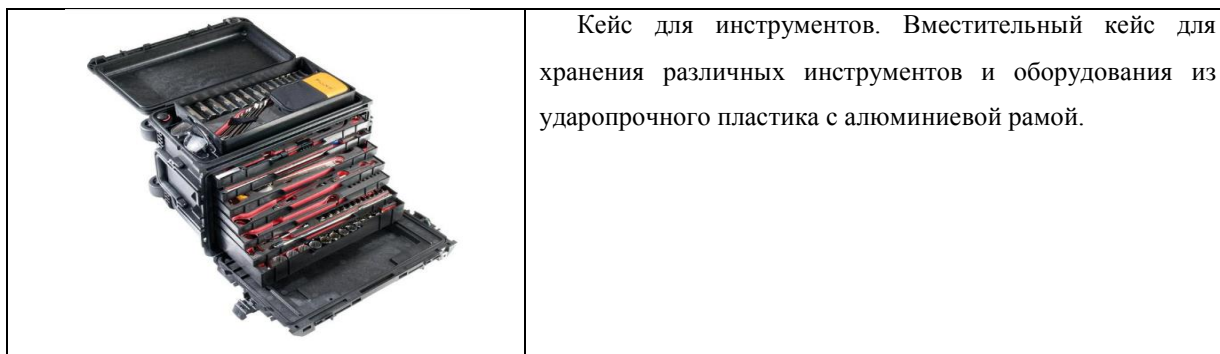 Кейс для инструментов. Вместительный кейс для
хранения различных инструментов и оборудования из
ударопрочного пластика с алюминиевой рамой.